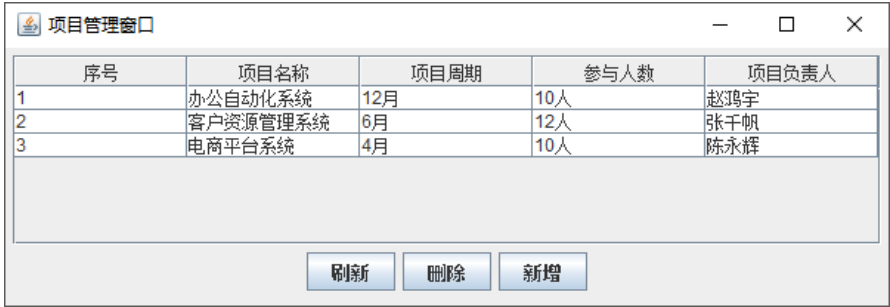 项目管理窗口
序号 项目名称 项目周期 参与人数 项目负责人
1 办公自动化系统 12月 10人 赵鸿宇
2 客户资源管理系统 6月 12人 张千帆
3 电商平台系统 4月 10人 陈永辉
刷新 删除 新增